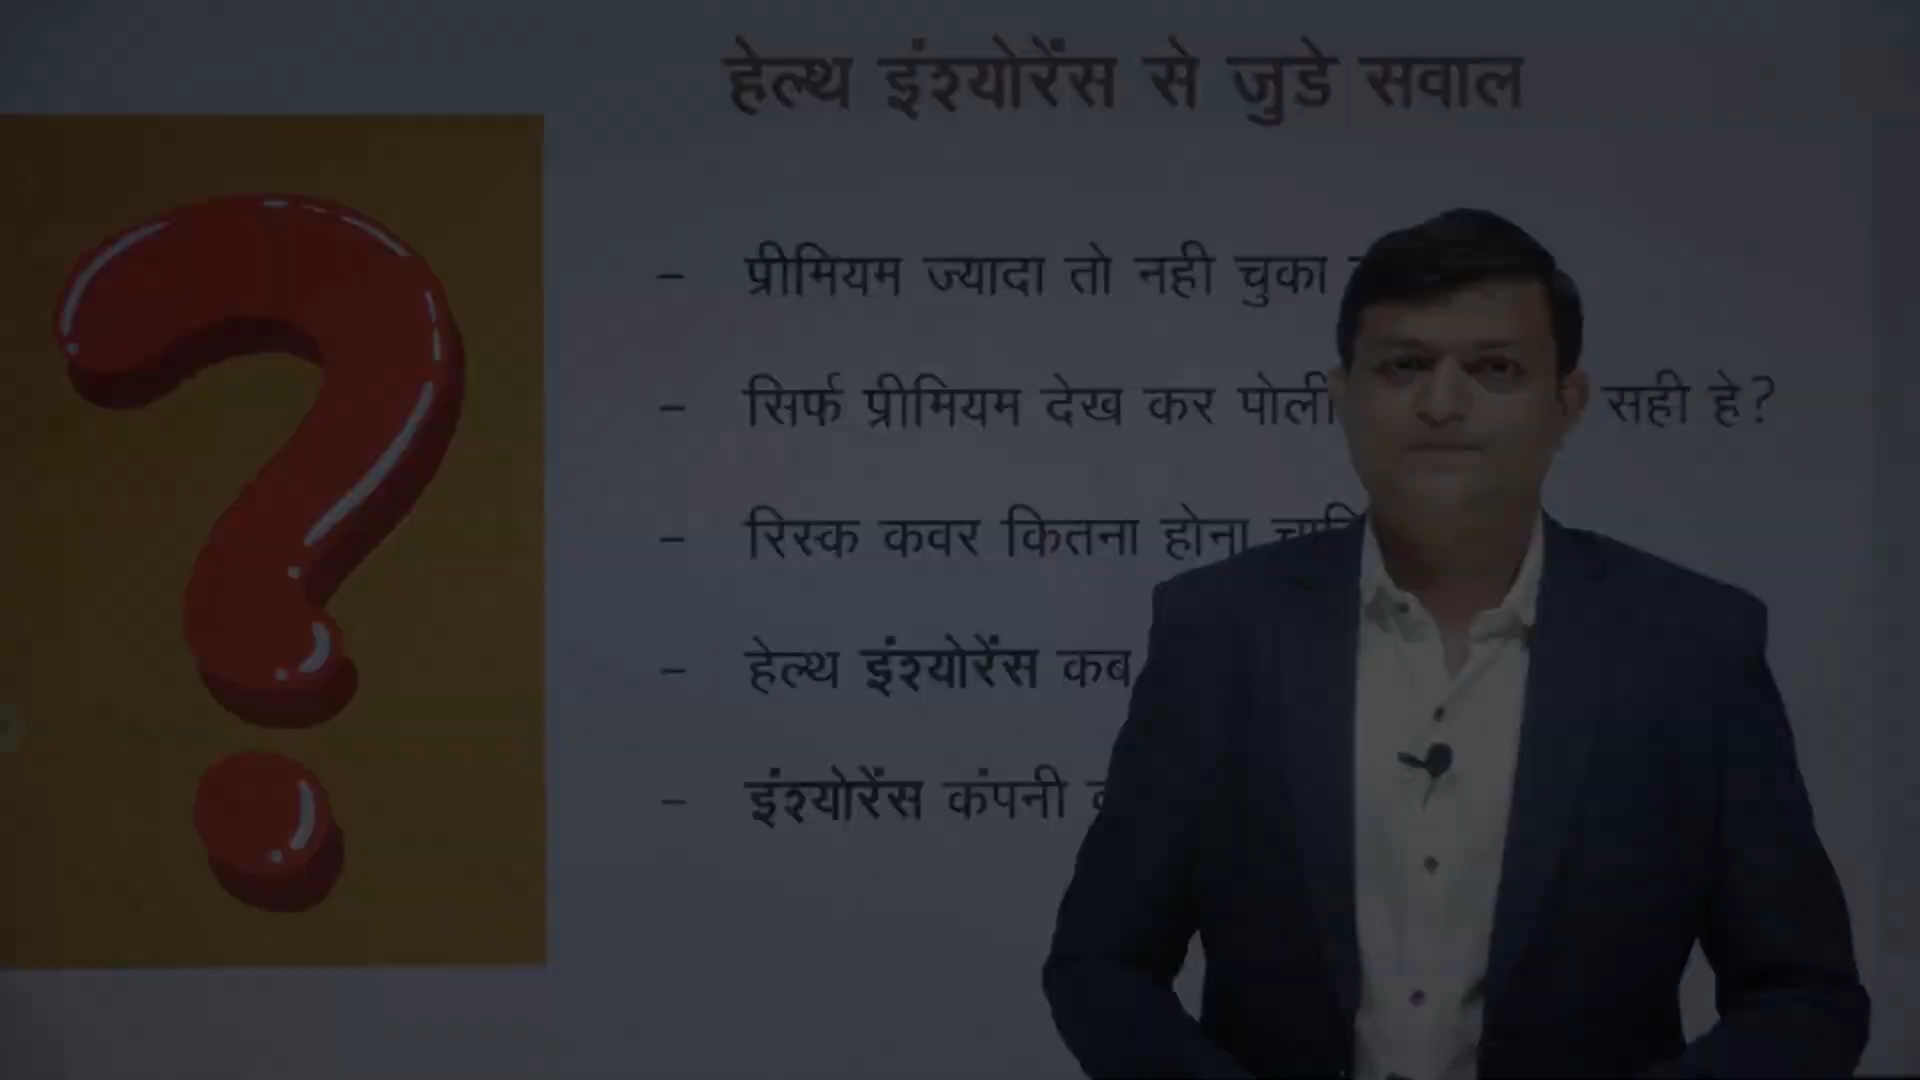 हेल्थ इंश्योरेंस से जुडे सवाल
– प्रीमियम ज्यादा तो नही चुका
– सिर्फ प्रीमियम देख कर सही हे?
– रिस्क कवर कितना होना
– हेल्थ इंश्योरेंस कब
– इंश्योरेंस कंपनी